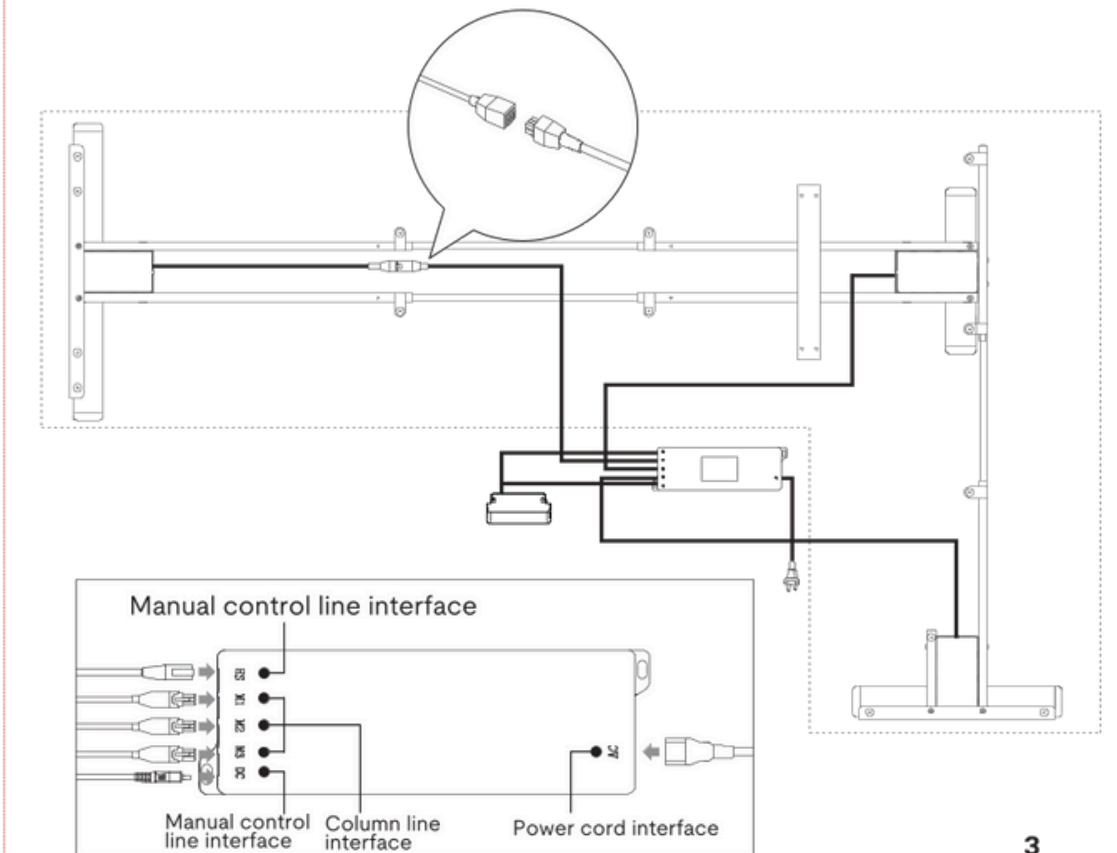 Manual control line interface
HS
M1
M2
M3
DC
AC
Manual control
line interface
Column line
interface
Power cord interface
3